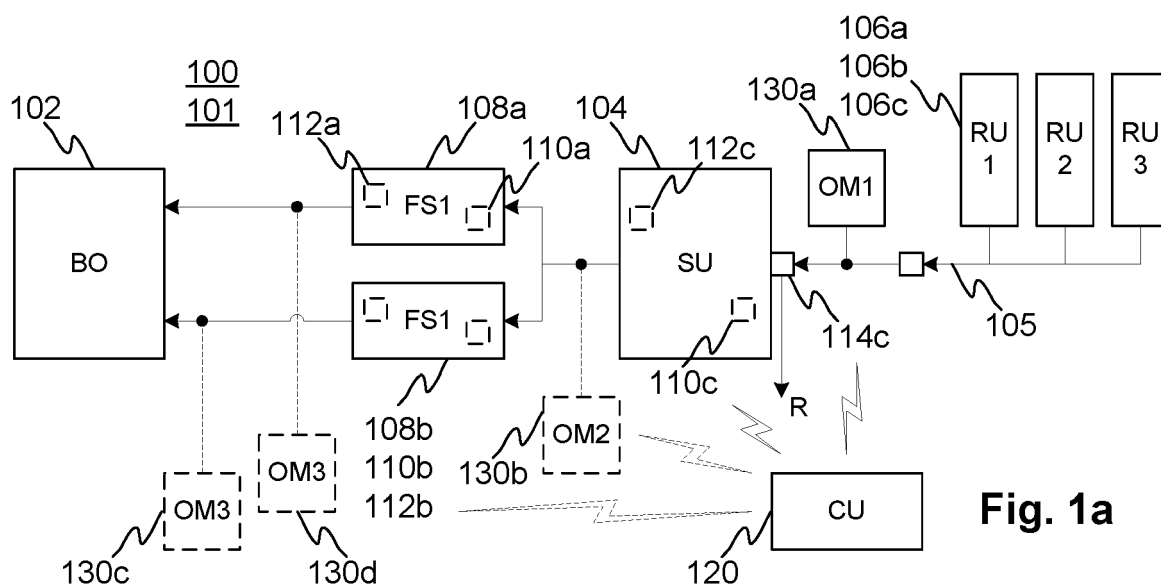 100
101
102
112a
108a
110a
104
112c
130a
106a
106b
106c
RU
1
RU
2
RU
3
OM1
BO
FS1
SU
FS1
114c
105
110c
R
108b
110b
112b
OM2
130b
OM3
OM3
130c
130d
CU
120
Fig. 1a